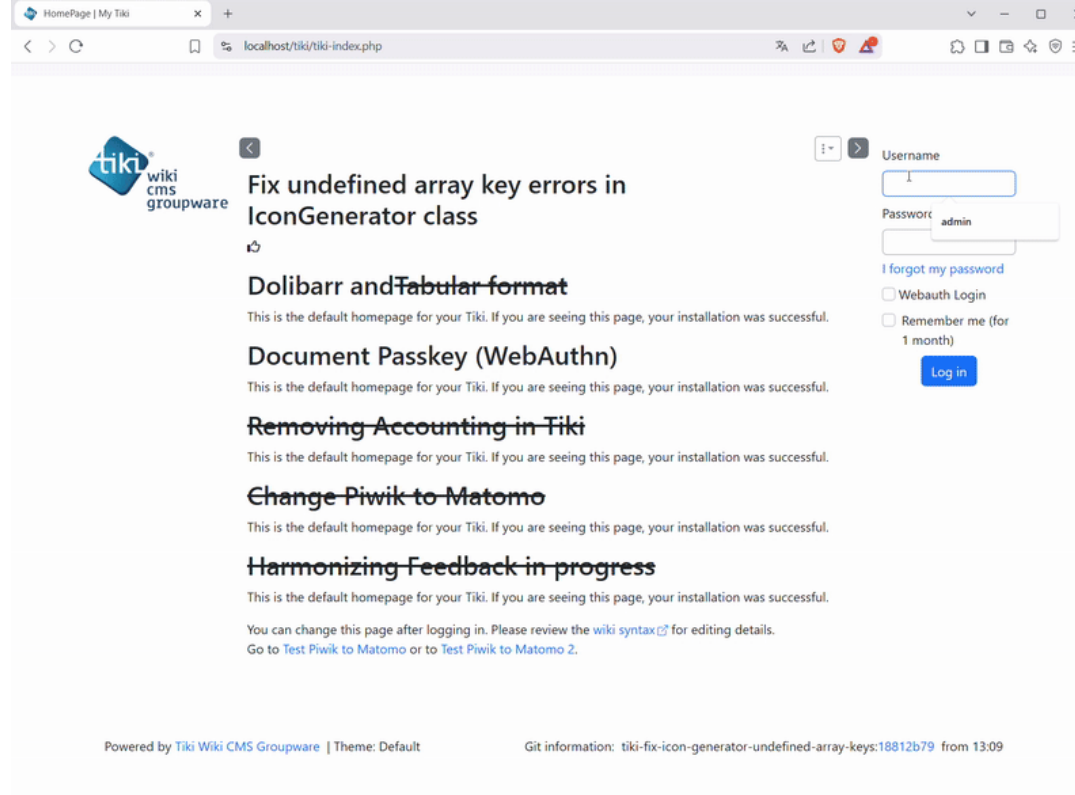 HomePage | My Tiki
localhost/tiki/tiki-index.php
tiki®
wiki
cms
groupware
Fix undefined array key errors in
IconGenerator class
Dolibarr and Tabular format
This is the default homepage for your Tiki. If you are seeing this page, your installation was successful.
Document Passkey (WebAuthn)
This is the default homepage for your Tiki. If you are seeing this page, your installation was successful.
Removing Accounting in Tiki
This is the default homepage for your Tiki. If you are seeing this page, your installation was successful.
Change Piwik to Matomo
This is the default homepage for your Tiki. If you are seeing this page, your installation was successful.
Harmonizing Feedback in progress
This is the default homepage for your Tiki. If you are seeing this page, your installation was successful.
You can change this page after logging in. Please review the wiki syntax for editing details.
Go to Test Piwik to Matomo or to Test Piwik to Matomo 2.
Username
Password
admin
I forgot my password
Webauth Login
Remember me (for
1 month)
Log in
Powered by Tiki Wiki CMS Groupware | Theme: Default
Git information: tiki-fix-icon-generator-undefined-array-keys:18812b79 from 13:09